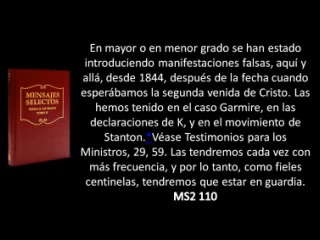 MENSAJES
SELECTOS
En mayor o en menor grado se han estado
introduciendo manifestaciones falsas, aquí y
allá, desde 1844, después de la fecha cuando
esperábamos la segunda venida de Cristo. Las
hemos tenido en el caso Garmire, en las
declaraciones de K, y en el movimiento de
Stanton.*Véase Testimonios para los
Ministros, 29, 59. Las tendremos cada vez con
más frecuencia, y por lo tanto, como fieles
centinelas, tendremos que estar en guardia.
MS2 110